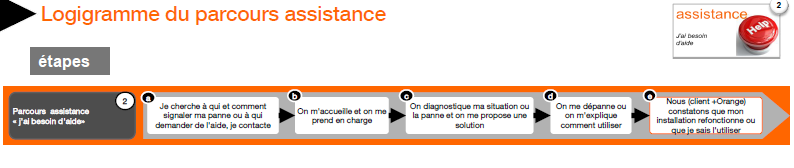 Logigramme du parcours assistance
2
assistance
J'ai besoin
d'aide
Help!
étapes
Parcours assistance
« j'ai besoin d'aide»
2
a
Je cherche à qui et comment
signaler ma panne ou à qui
demander de l'aide, je contacte
b
On m'accueille et on me
prend en charge
c
On diagnostique ma situation ou
la panne et on me propose une
solution
d
On me dépanne ou
on m'explique
comment utiliser
e
Nous (client +Orange)
constatons que mon
installation refonctionne ou
que je sais l'utiliser